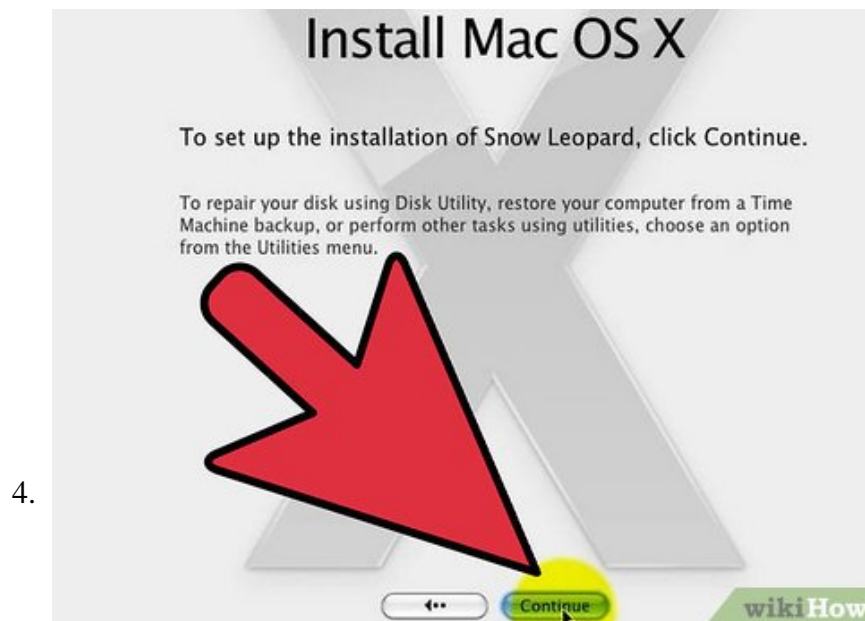 Install Mac OS X
To set up the installation of Snow Leopard, click Continue.
To repair your disk using Disk Utility, restore your computer from a Time
Machine backup, or perform other tasks using utilities, choose an option
from the Utilities menu.
4.
Continue
wikiHow